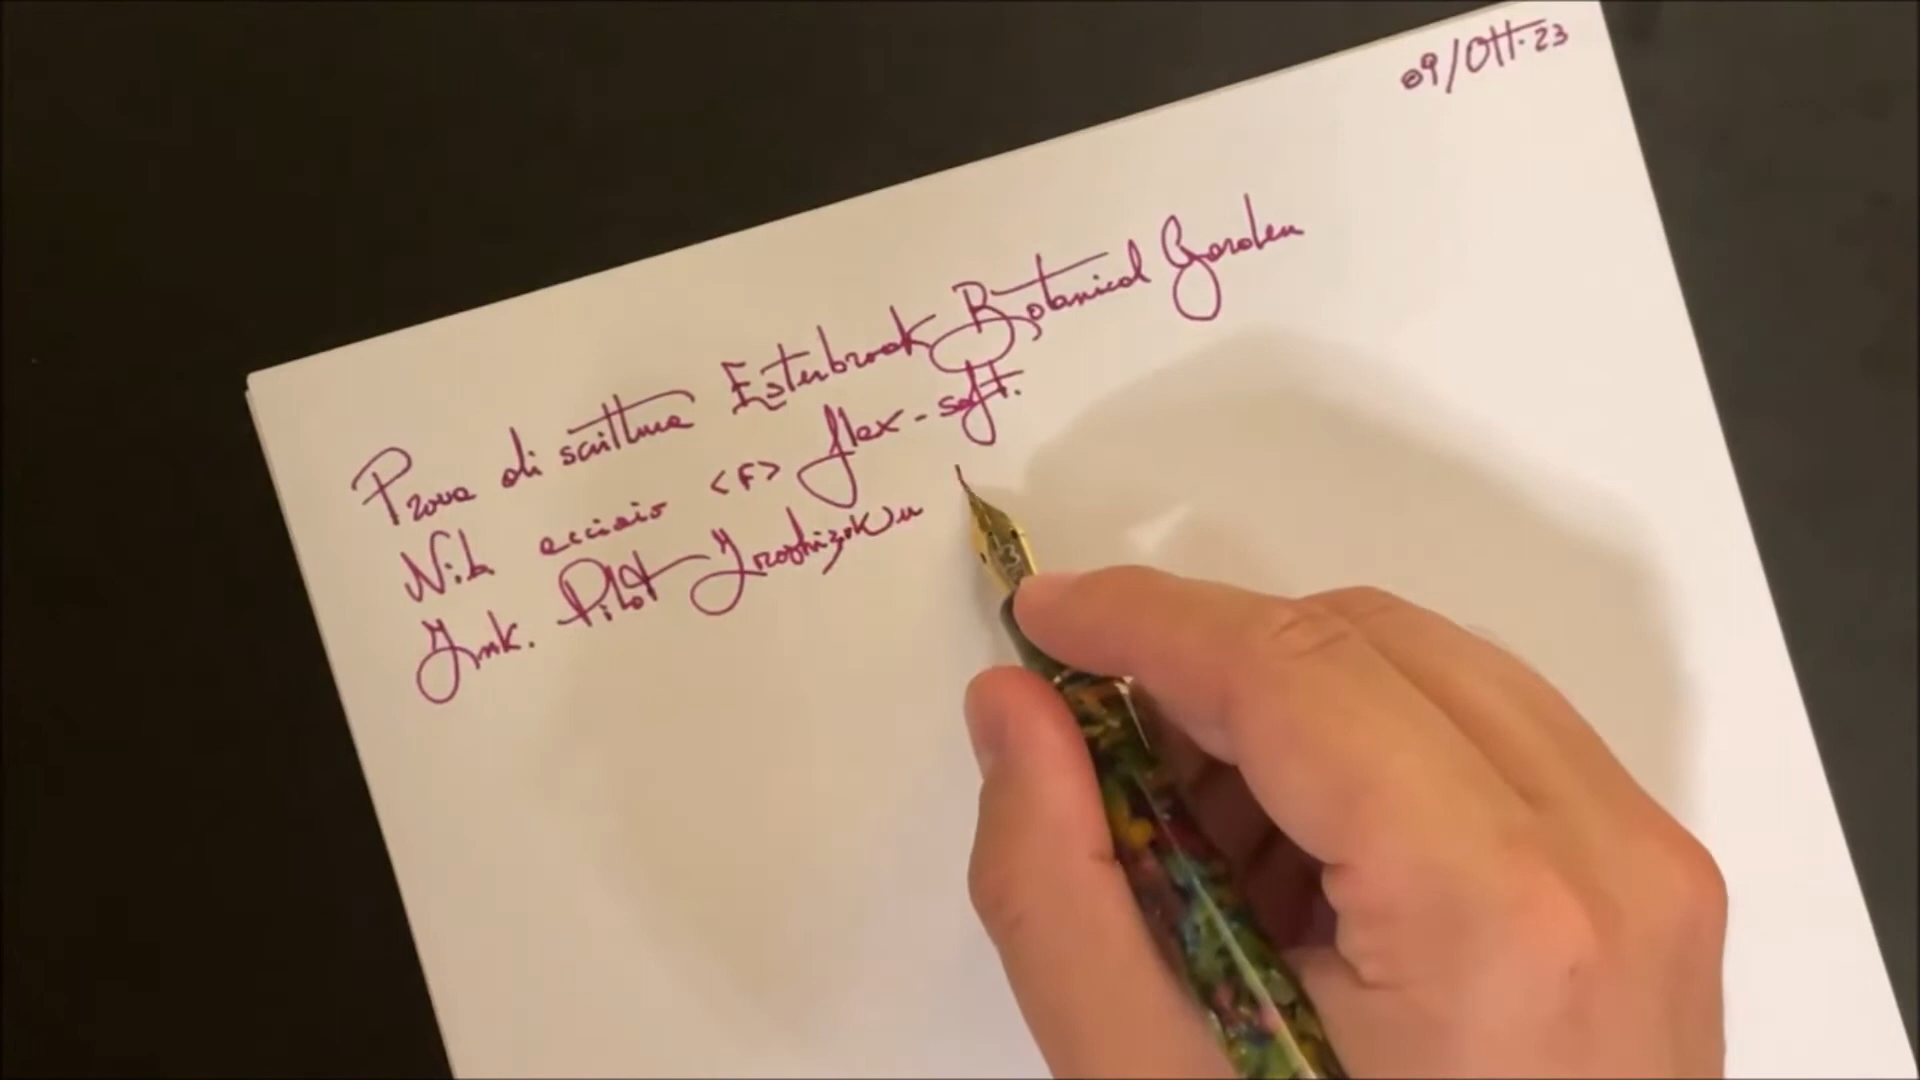 09/Ott.23
Prova di scrittura Esterbrook Botanical Garden
Nib acciaio <F> flex-soft.
Ink. Pilot Iroshizuku